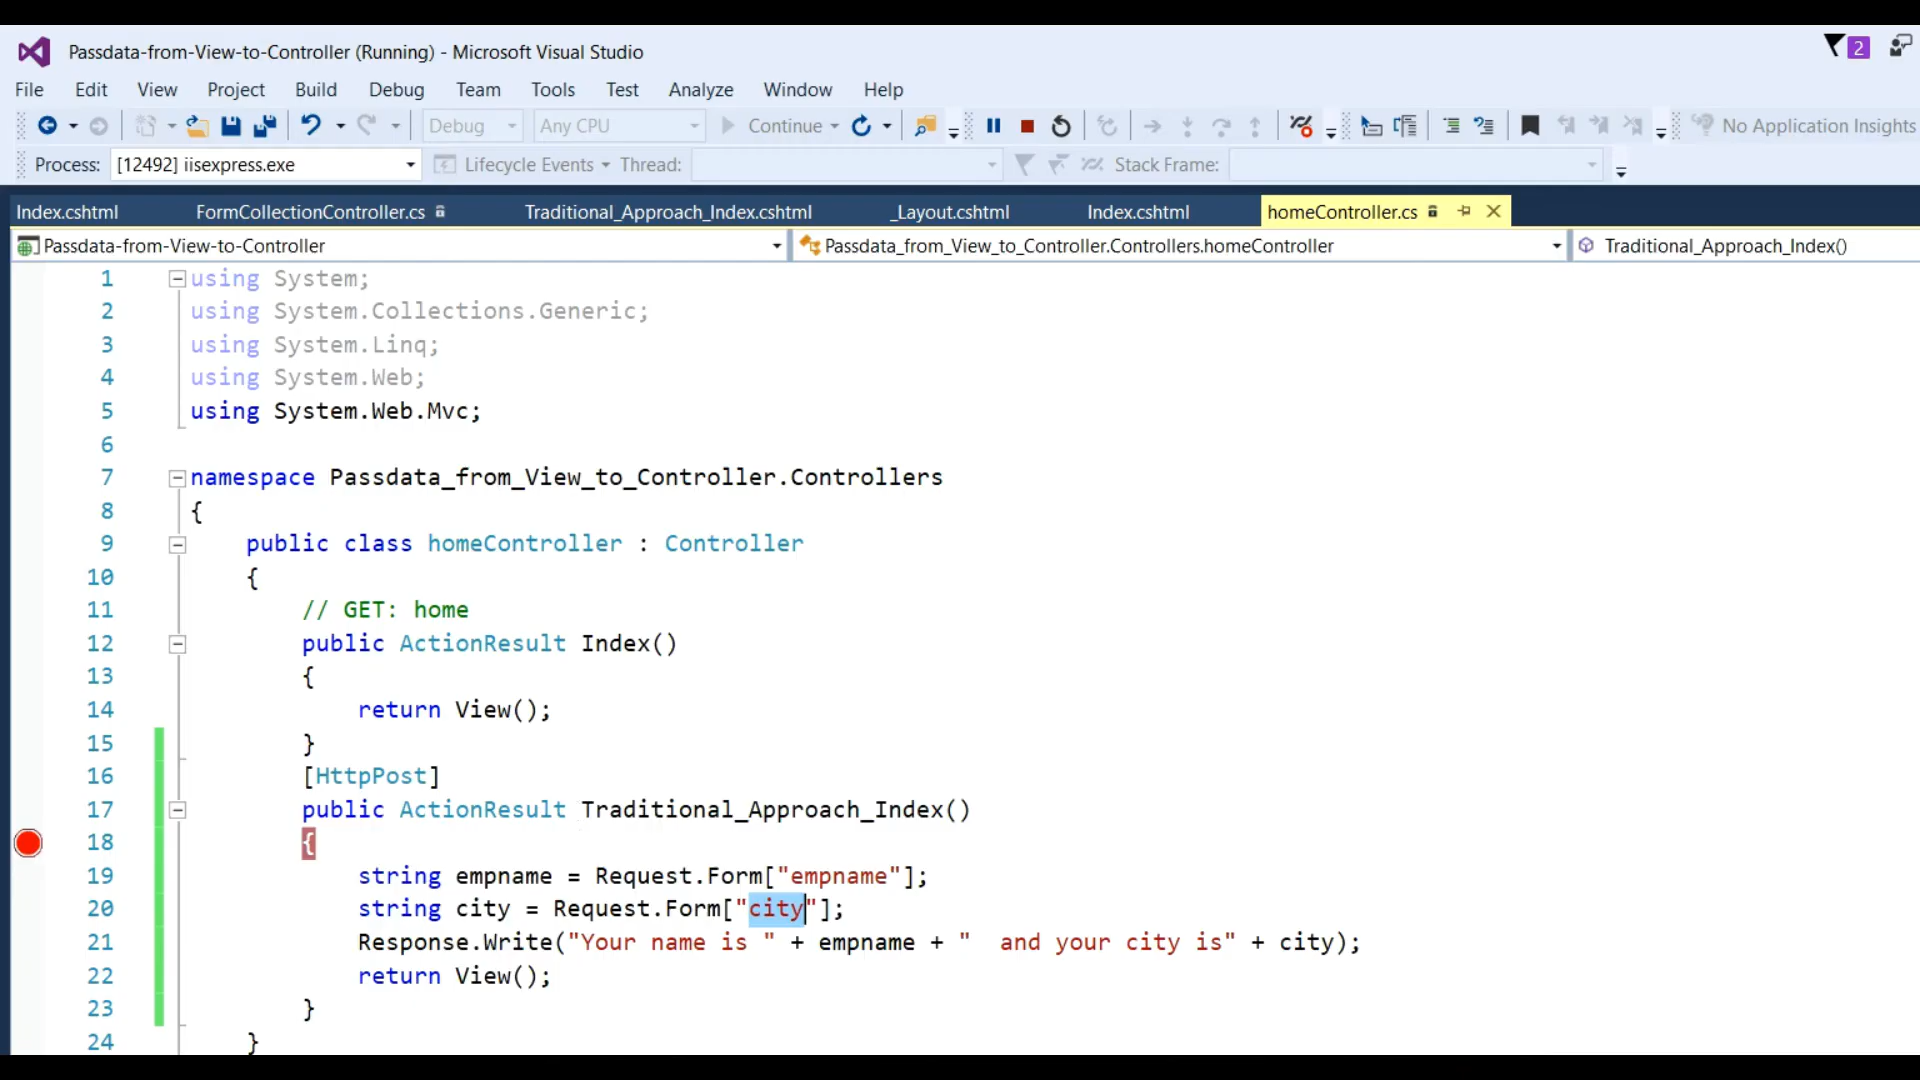 Passdata-from-View-to-Controller (Running) - Microsoft Visual Studio
2
File Edit View Project Build Debug Team Tools Test Analyze Window Help
Debug Any CPU Continue No Application Insights
Process: [12492] iisexpress.exe Lifecycle Events Thread: Stack Frame:
Index.cshtml FormCollectionController.cs Traditional_Approach_Index.cshtml _Layout.cshtml Index.cshtml homeController.cs
Passdata-from-View-to-Controller Passdata_from_View_to_Controller.Controllers.homeController Traditional_Approach_Index()
1 using System;
2 using System.Collections.Generic;
3 using System.Linq;
4 using System.Web;
5 using System.Web.Mvc;
6
7 namespace Passdata_from_View_to_Controller.Controllers
8 {
9 public class homeController : Controller
10 {
11 // GET: home
12 public ActionResult Index()
13 {
14 return View();
15 }
16 [HttpPost]
17 public ActionResult Traditional_Approach_Index()
18 {
19 string empname = Request.Form["empname"];
20 string city = Request.Form["city"];
21 Response.Write("Your name is " + empname + "  and your city is" + city);
22 return View();
23 }
24 }